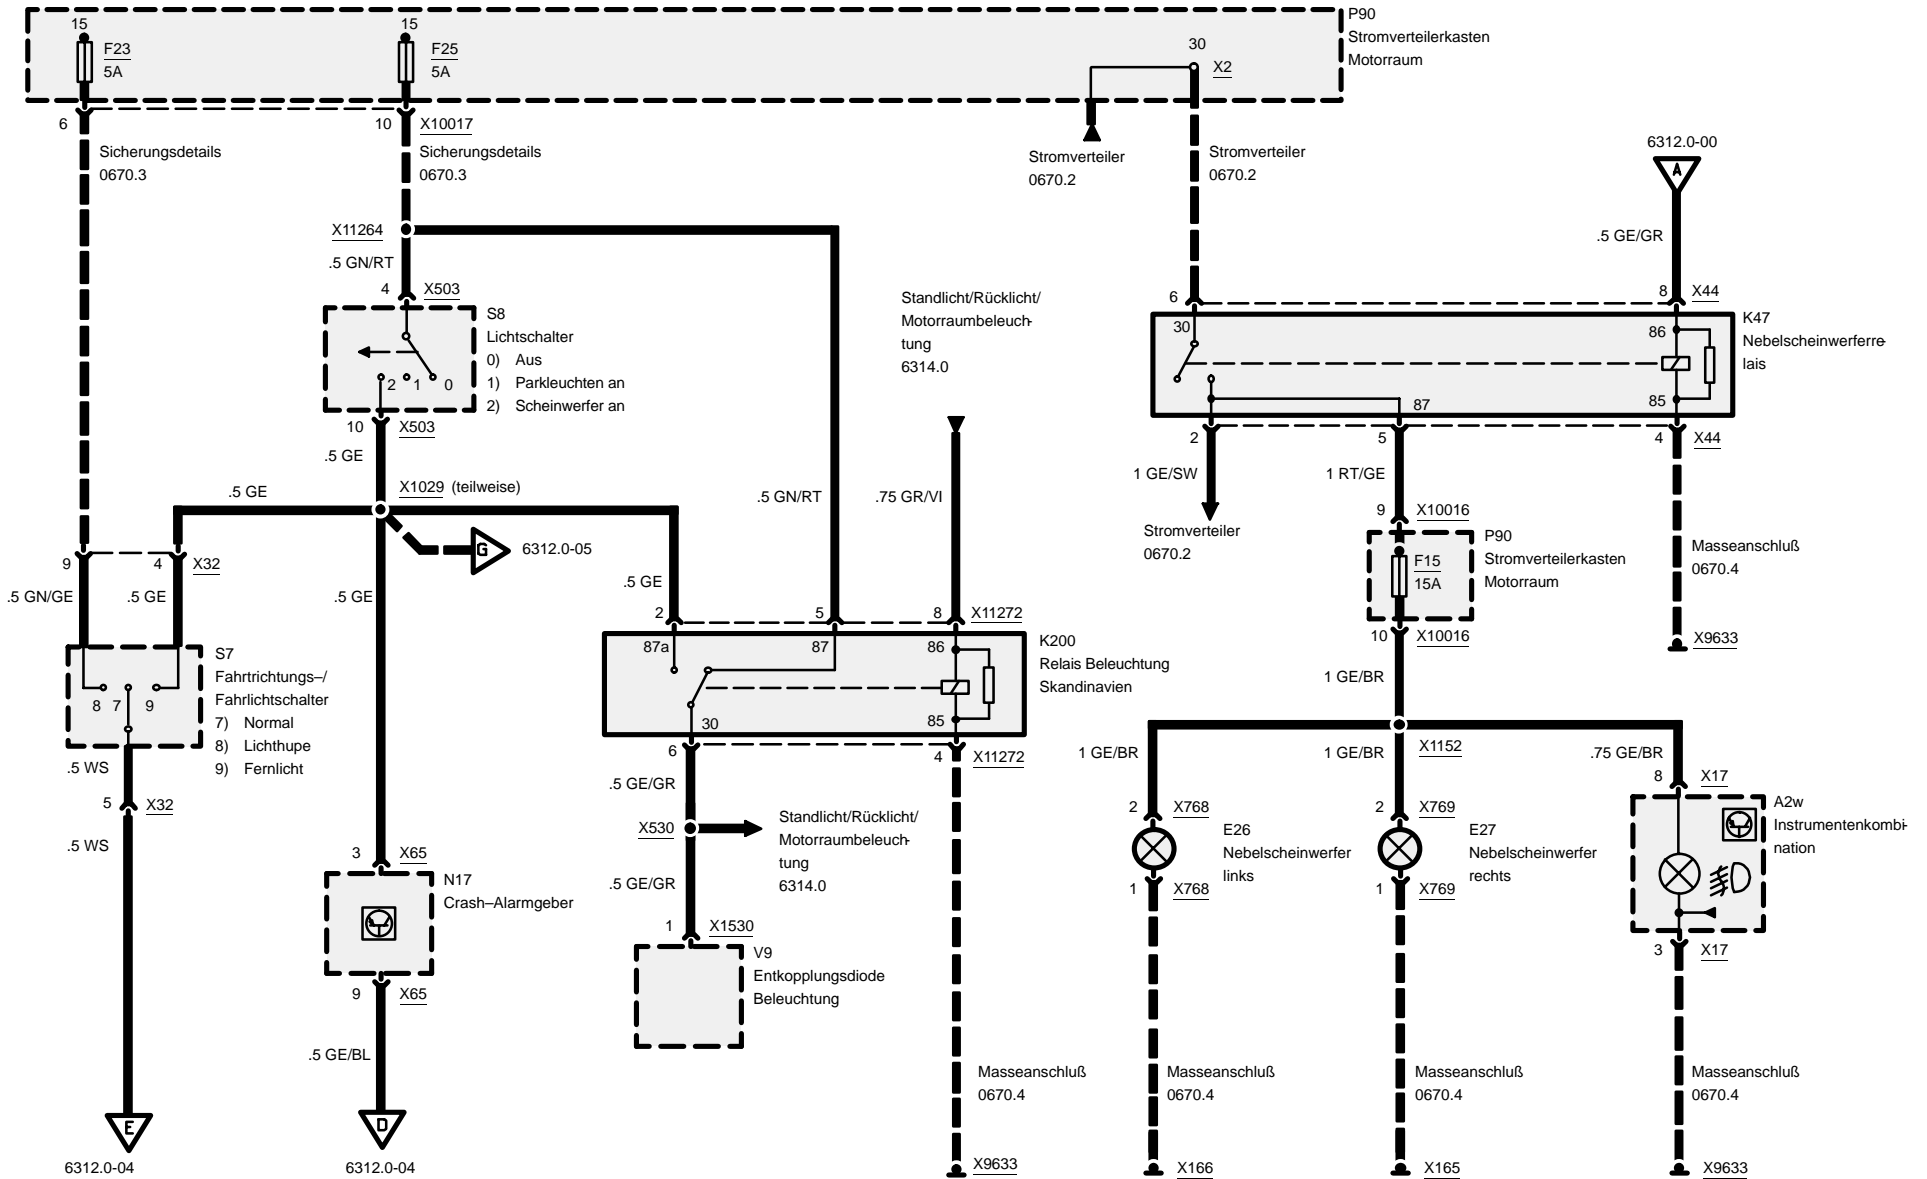 15
F23
5A
15
F25
5A
30
X2
P90
Stromverteilerkasten
Motorraum
6
10
X10017
Sicherungsdetails
0670.3
Sicherungsdetails
0670.3
Stromverteiler
0670.2
Stromverteiler
0670.2
6312.0-00
A
X11264
.5 GN/RT
.5 GE/GR
4
X503
S8
Lichtschalter
0) Aus
1) Parkleuchten an
2) Scheinwerfer an
2
1
0
10
X503
.5 GE
Standlicht/Rücklicht/
Motorraumbeleuch-
tung
6314.0
6
8
X44
30
86
85
87
K47
Nebelscheinwerferre-
lais
2
5
4
X44
1 GE/SW
1 RT/GE
Stromverteiler
0670.2
9
X10016
F15
15A
P90
Stromverteilerkasten
Motorraum
10
X10016
1 GE/BR
Masseanschluß
0670.4
X9633
.5 GE
X1029 (teilweise)
G
6312.0-05
.5 GN/RT
.75 GR/VI
9
4
X32
.5 GN/GE
.5 GE
.5 GE
.5 GE
2
5
8
X11272
87a
87
86
30
85
K200
Relais Beleuchtung
Skandinavien
6
4
X11272
S7
Fahrtrichtungs–/
Fahrlichtschalter
7) Normal
8) Lichthupe
9) Fernlicht
8
7
9
.5 WS
5
X32
.5 WS
.5 GE/GR
X530
Standlicht/Rücklicht/
Motorraumbeleuch-
tung
6314.0
.5 GE/GR
1
X1530
V9
Entkopplungsdiode
Beleuchtung
3
X65
N17
Crash–Alarmgeber
9
X65
.5 GE/BL
1 GE/BR
1 GE/BR
X1152
.75 GE/BR
2
X768
E26
Nebelscheinwerfer
links
1
X768
2
X769
E27
Nebelscheinwerfer
rechts
1
X769
8
X17
A2w
Instrumentenkombi-
nation
3
X17
Masseanschluß
0670.4
Masseanschluß
0670.4
Masseanschluß
0670.4
Masseanschluß
0670.4
E
6312.0-04
D
6312.0-04
X9633
X166
X165
X9633